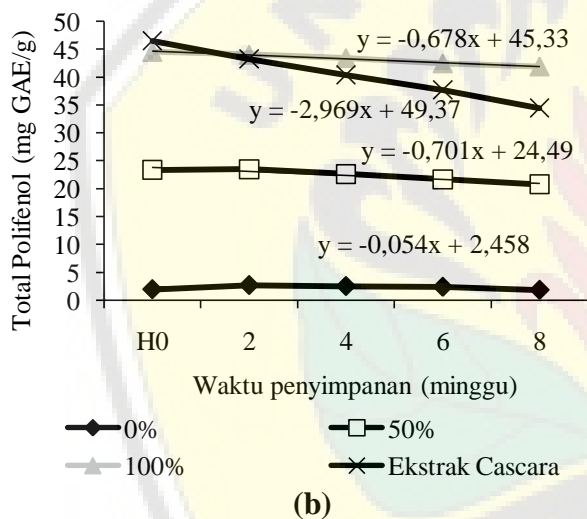 Total Polifenol (mg GAE/g)
50
45
40
35
30
25
20
15
10
5
0
y = -0,678x + 45,33
y = -2,969x + 49,37
y = -0,701x + 24,49
y = -0,054x + 2,458
H0 2 4 6 8
Waktu penyimpanan (minggu)
0% 50%
100% Ekstrak Cascara
(b)